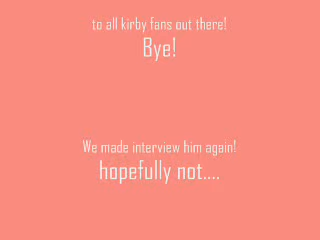 to all kirby fans out there!
Bye!
We made interview him again!
hopefully not....